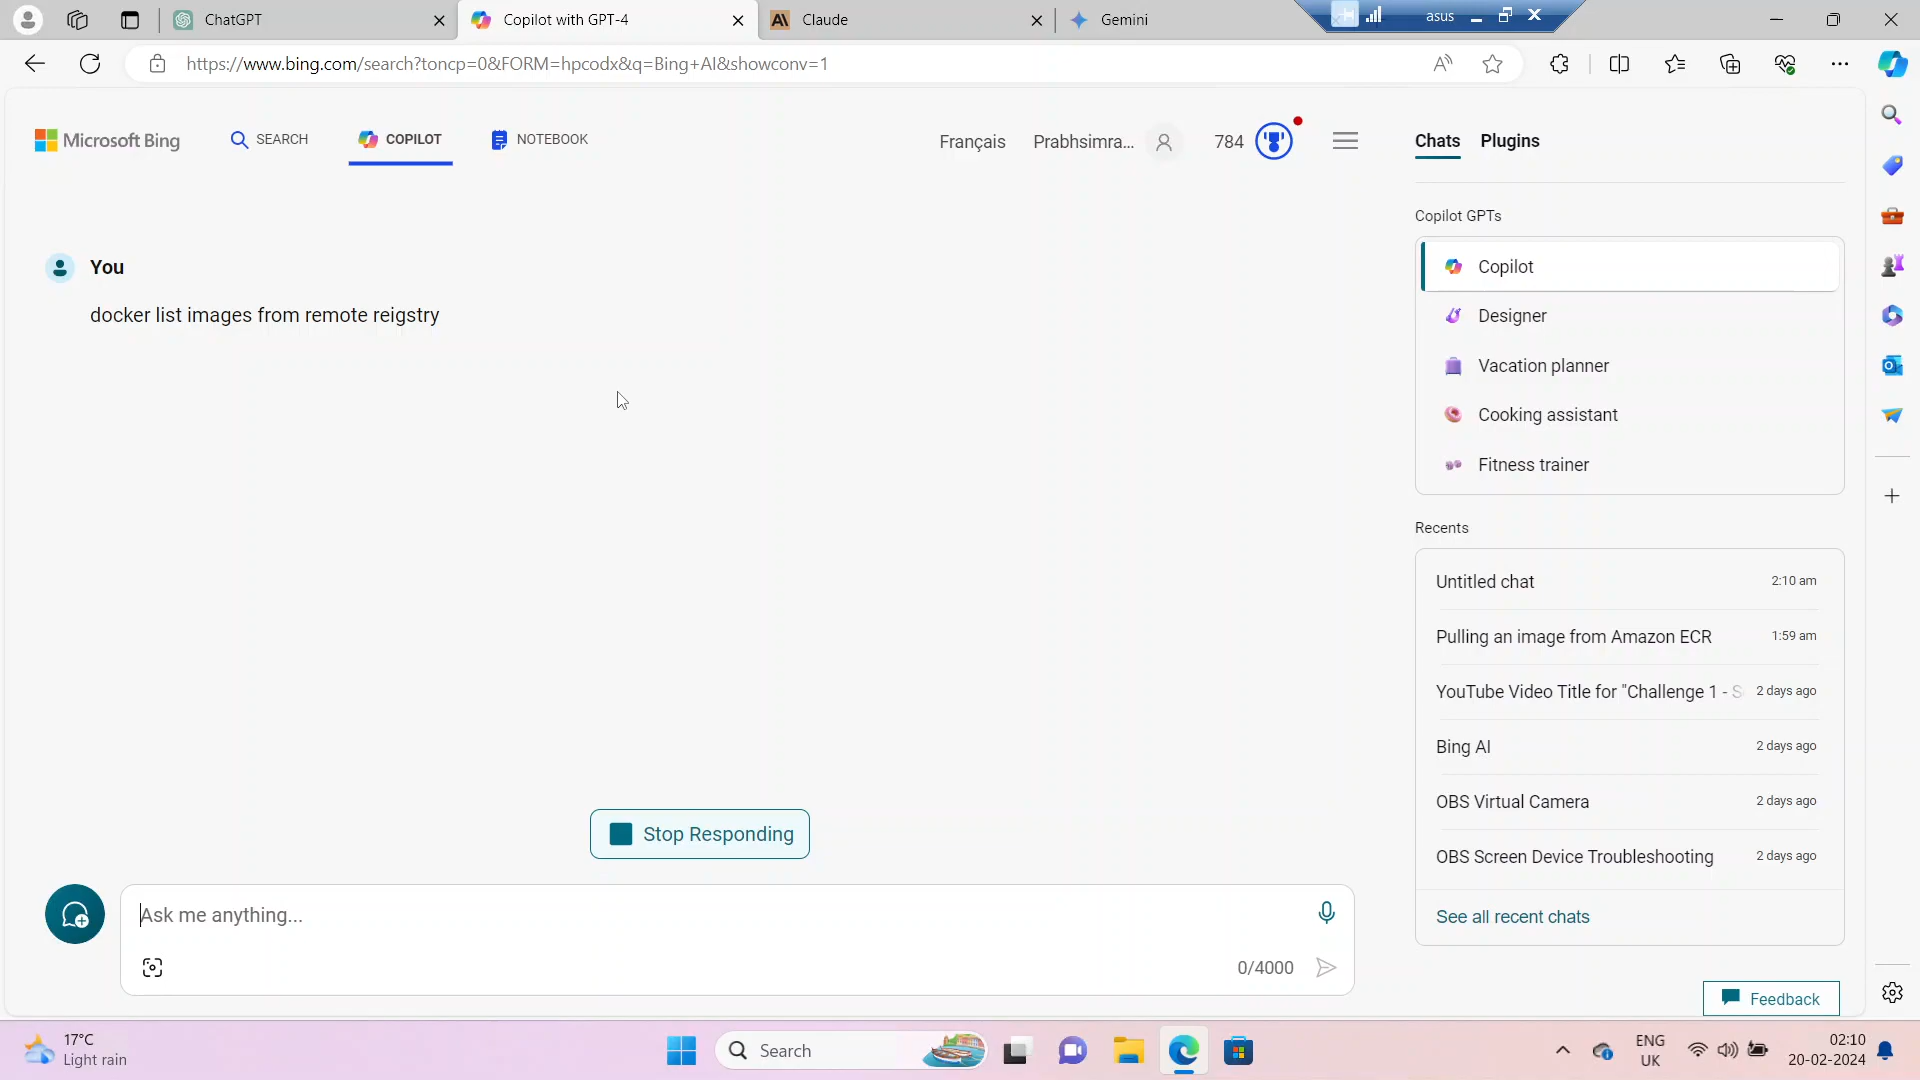 ChatGPT
Copilot with GPT-4
Claude
Gemini
asus
https://www.bing.com/search?toncp=0&FORM=hpcodx&q=Bing+AI&showconv=1
Microsoft Bing
SEARCH
COPILOT
NOTEBOOK
Français
Prabhsimra...
784
Chats
Plugins
Copilot GPTs
Copilot
Designer
Vacation planner
Cooking assistant
Fitness trainer
You
docker list images from remote reigstry
Recents
Untitled chat 2:10 am
Pulling an image from Amazon ECR 1:59 am
YouTube Video Title for "Challenge 1 - S 2 days ago
Bing AI 2 days ago
OBS Virtual Camera 2 days ago
OBS Screen Device Troubleshooting 2 days ago
See all recent chats
Stop Responding
Ask me anything...
0/4000
Feedback
17°C
Light rain
Search
ENG
UK
02:10
20-02-2024